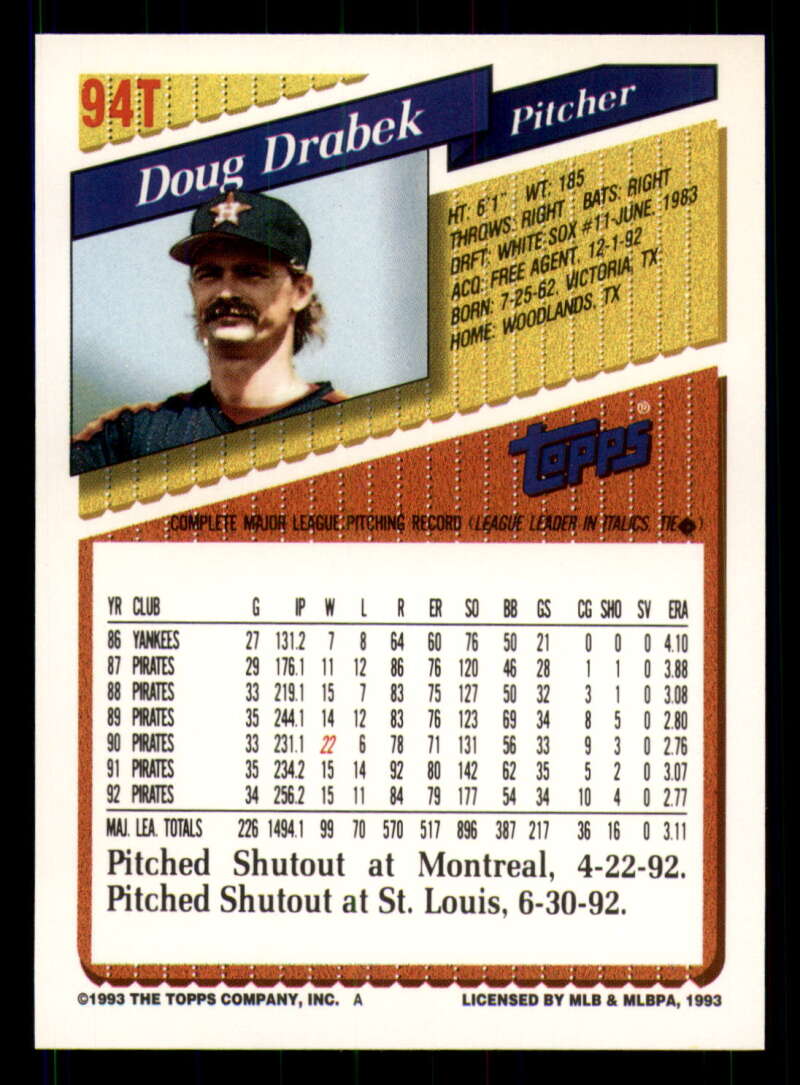 94T
Doug Drabek
Pitcher
HT: 6'1" WT: 185
THROWS: RIGHT BATS: RIGHT
DRFT: WHITE SOX #11-JUNE, 1983
ACQ: FREE AGENT, 12-1-92
BORN: 7-25-62, VICTORIA, TX
HOME: WOODLANDS, TX
TOPPS®
COMPLETE MAJOR LEAGUE PITCHING RECORD (LEAGUE LEADER IN ITALICS, TIE◆)
YR CLUB G IP W L R ER SO BB GS CG SHO SV ERA
86 YANKEES 27 131.2 7 8 64 60 76 50 21 0 0 0 4.10
87 PIRATES 29 176.1 11 12 86 76 120 46 28 1 1 0 3.88
88 PIRATES 33 219.1 15 7 83 75 127 50 32 3 1 0 3.08
89 PIRATES 35 244.1 14 12 83 76 123 69 34 8 5 0 2.80
90 PIRATES 33 231.1 22 6 78 71 131 56 33 9 3 0 2.76
91 PIRATES 35 234.2 15 14 92 80 142 62 35 5 2 0 3.07
92 PIRATES 34 256.2 15 11 84 79 177 54 34 10 4 0 2.77
MAJ. LEA. TOTALS 226 1494.1 99 70 570 517 896 387 217 36 16 0 3.11
Pitched Shutout at Montreal, 4-22-92.
Pitched Shutout at St. Louis, 6-30-92.
©1993 THE TOPPS COMPANY, INC. A
LICENSED BY MLB & MLBPA, 1993